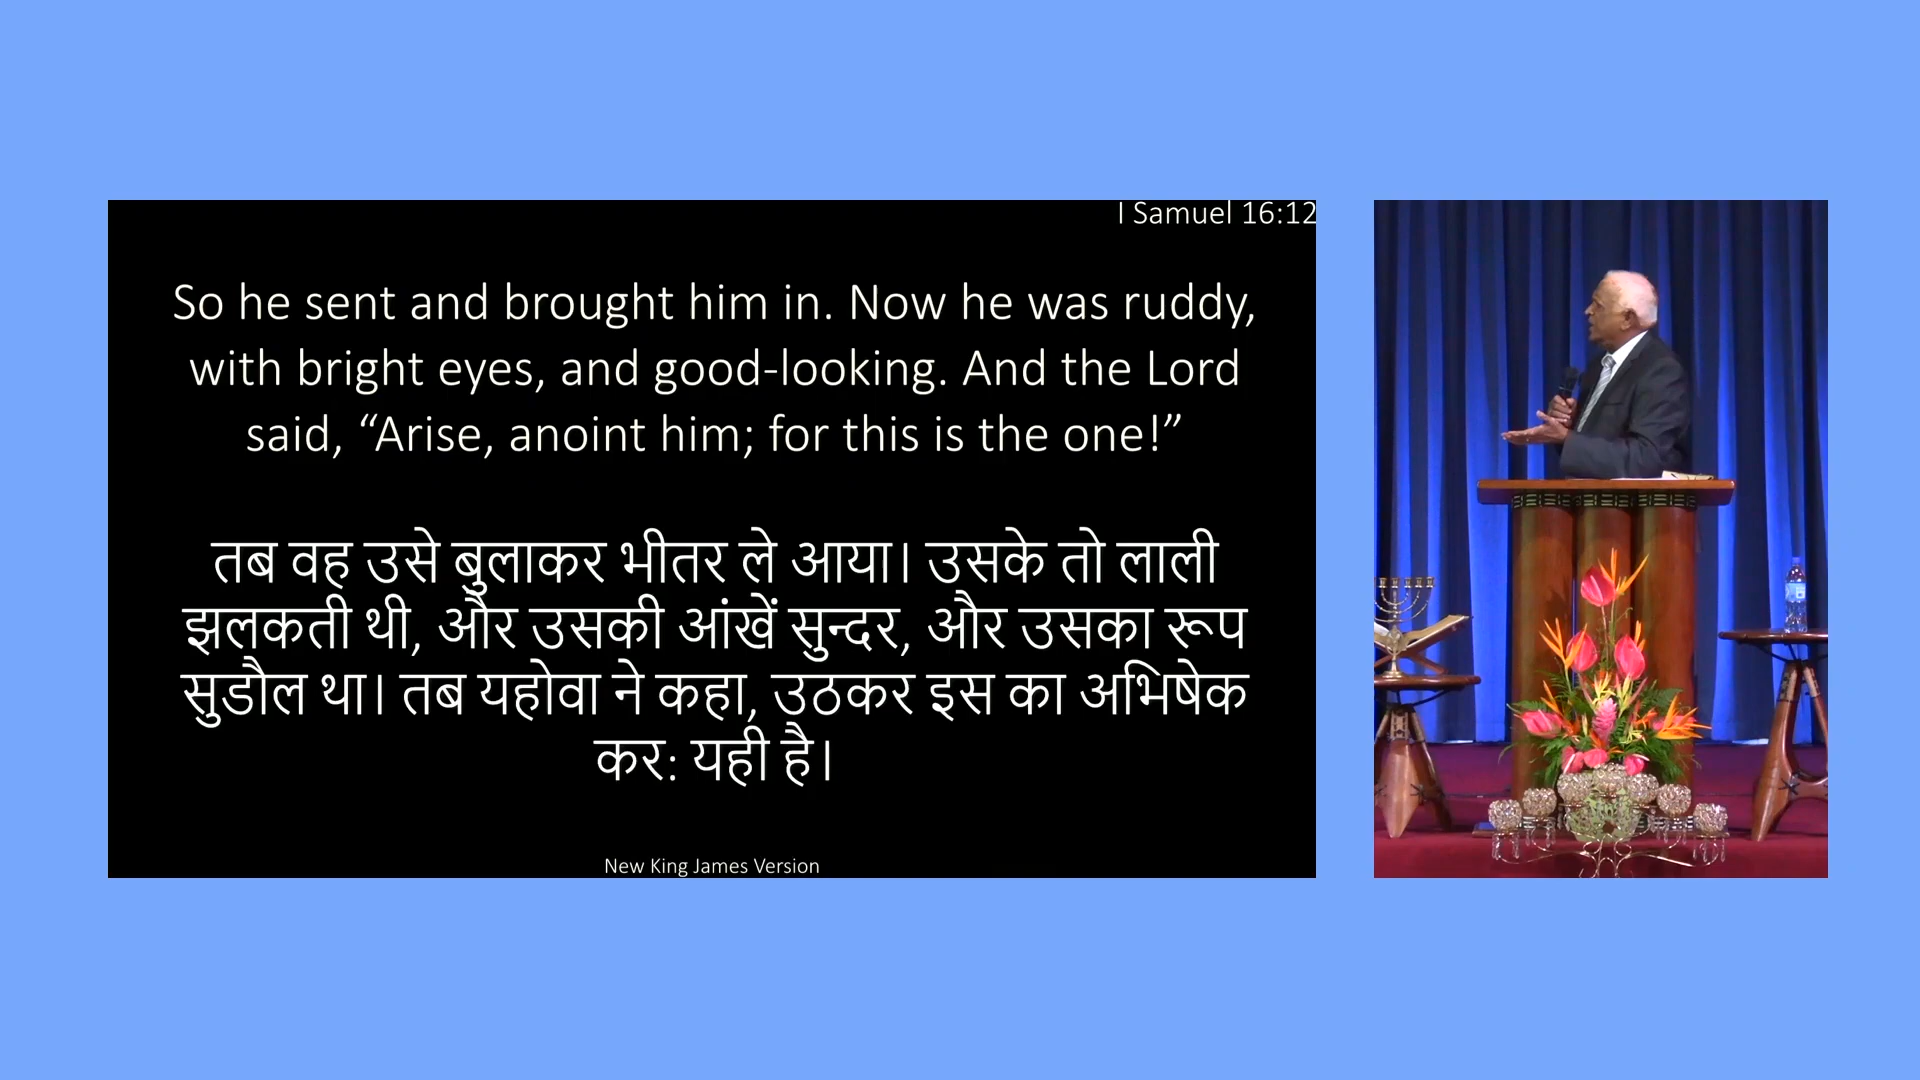 I Samuel 16:12
So he sent and brought him in. Now he was ruddy,
with bright eyes, and good-looking. And the Lord
said, “Arise, anoint him; for this is the one!”
तब वह उसे बुलाकर भीतर ले आया। उसके तो लाली
झलकती थी, और उसकी आंखें सुन्दर, और उसका रूप
सुडौल था। तब यहोवा ने कहा, उठकर इस का अभिषेक
कर: यही है।
New King James Version